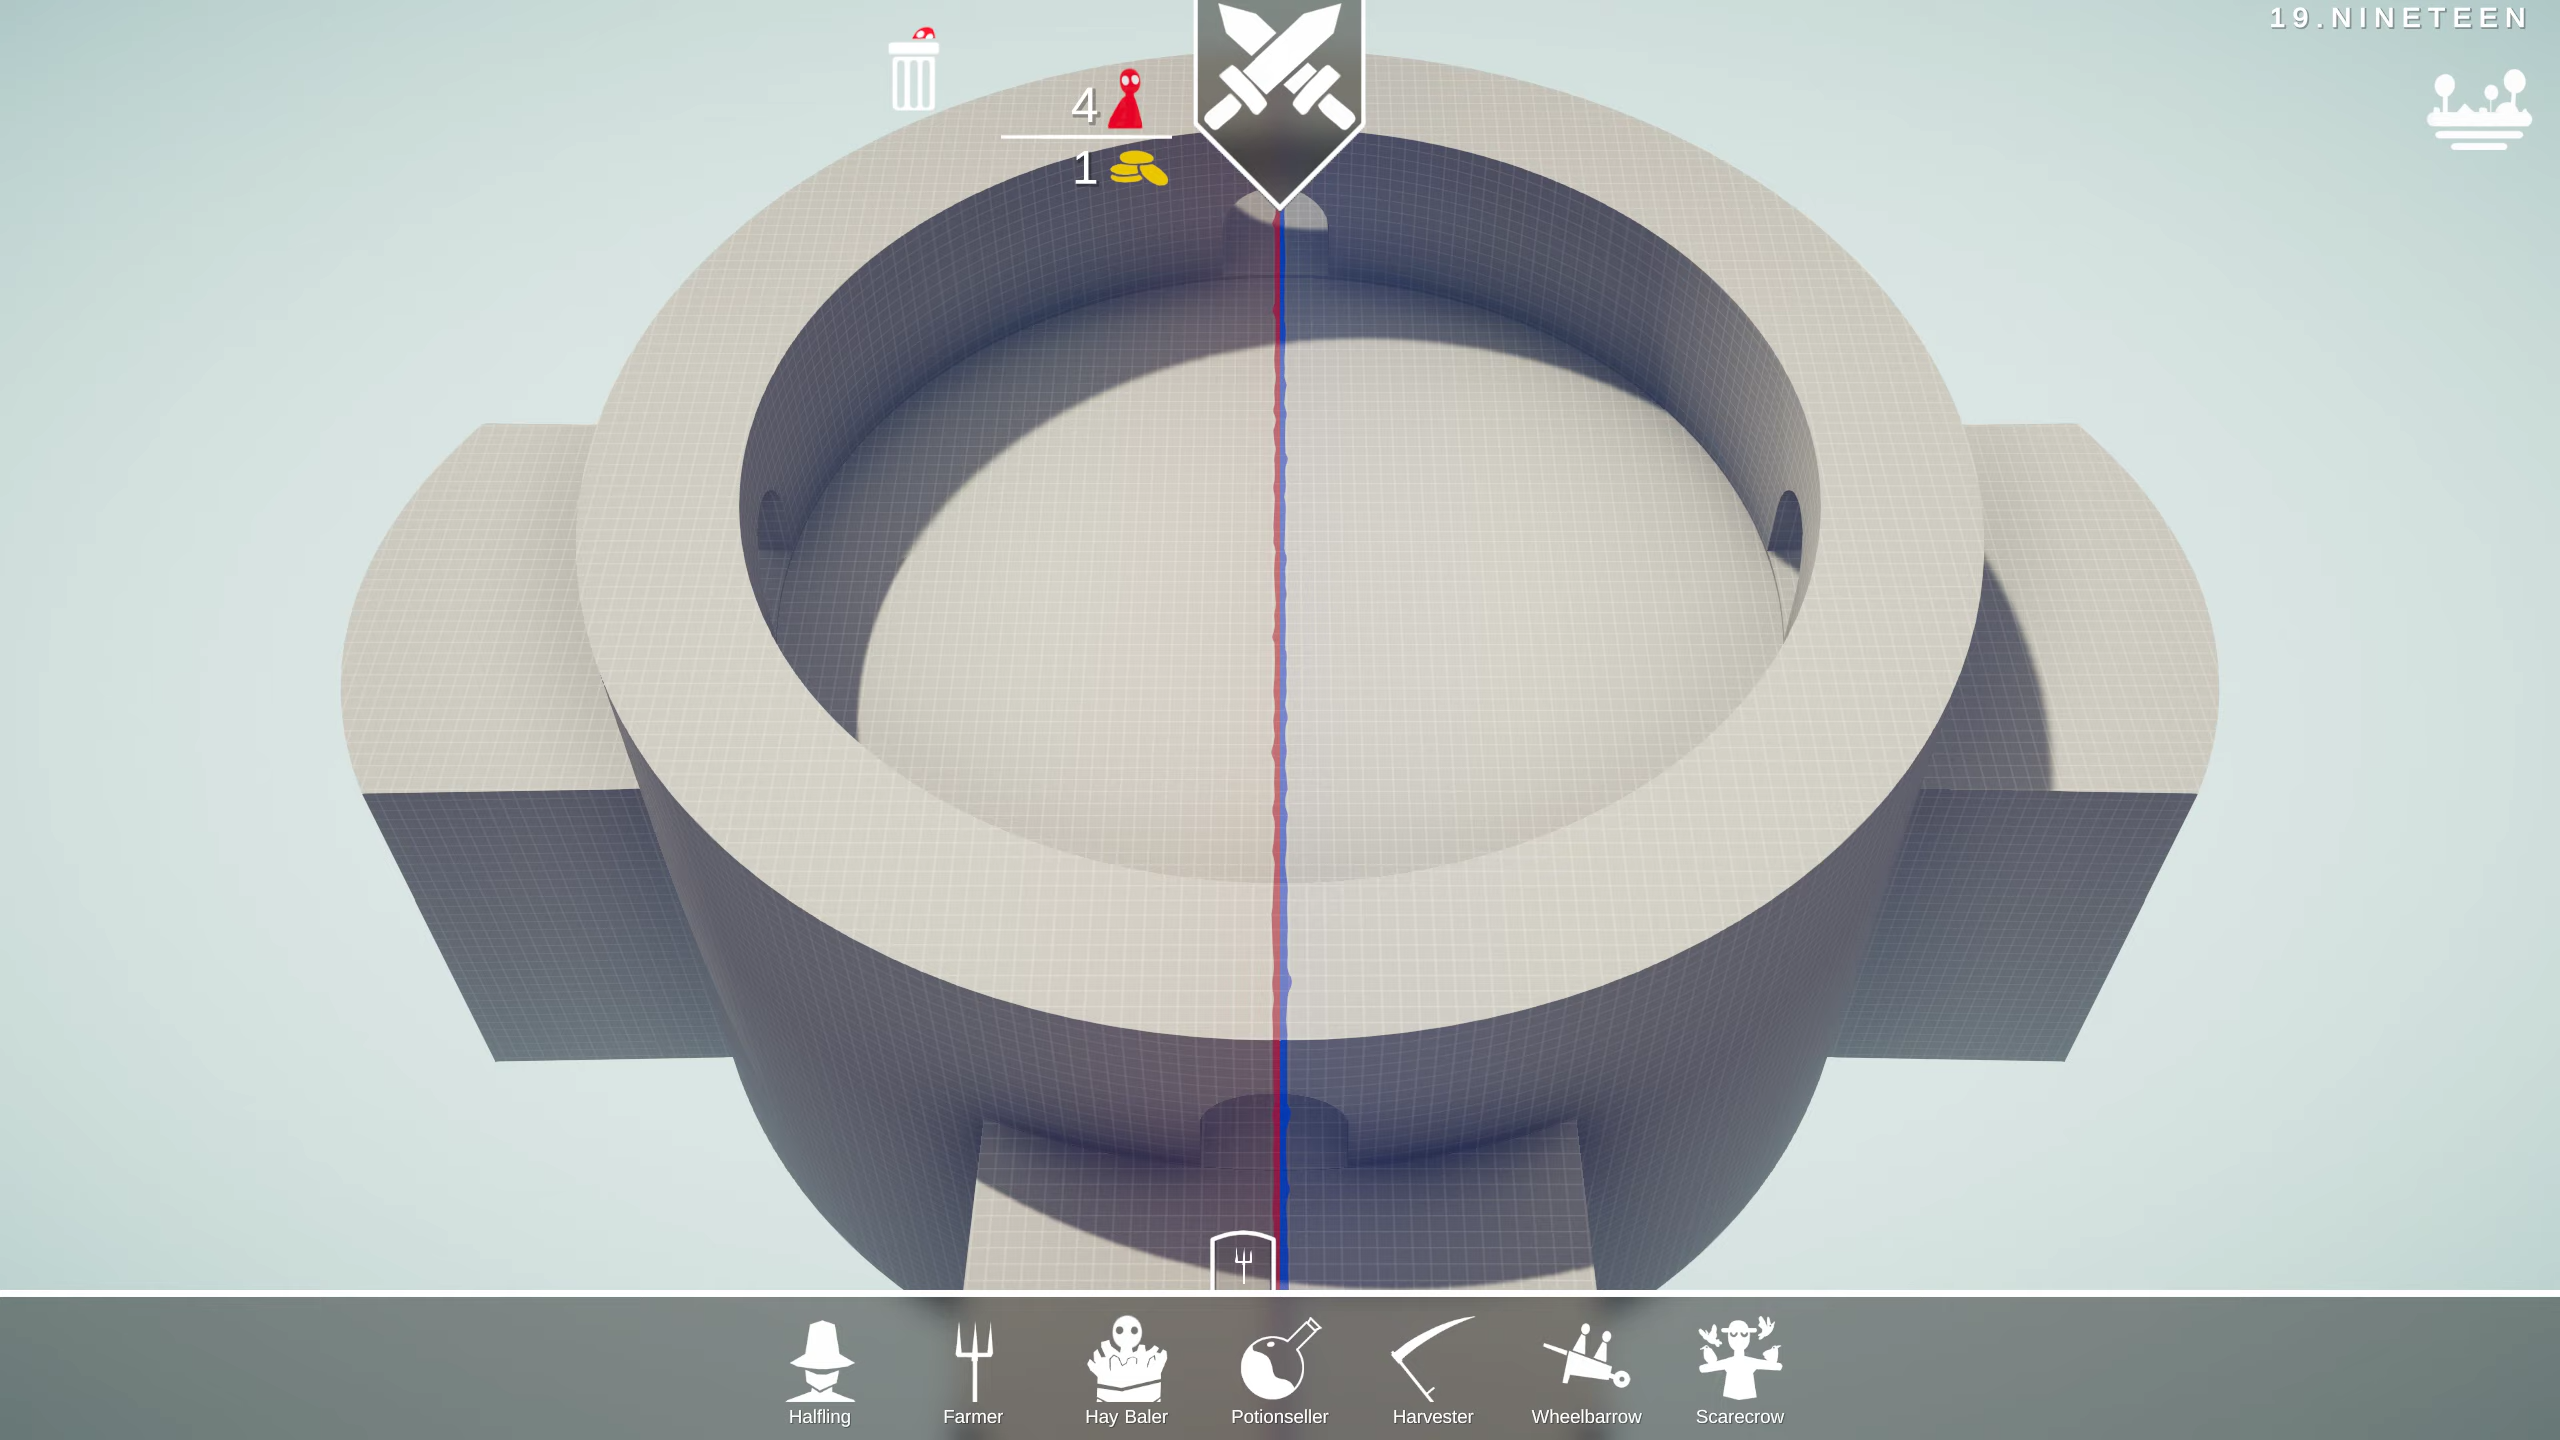 19.NINETEEN
4
1
Halfling
Farmer
Hay Baler
Potionseller
Harvester
Wheelbarrow
Scarecrow